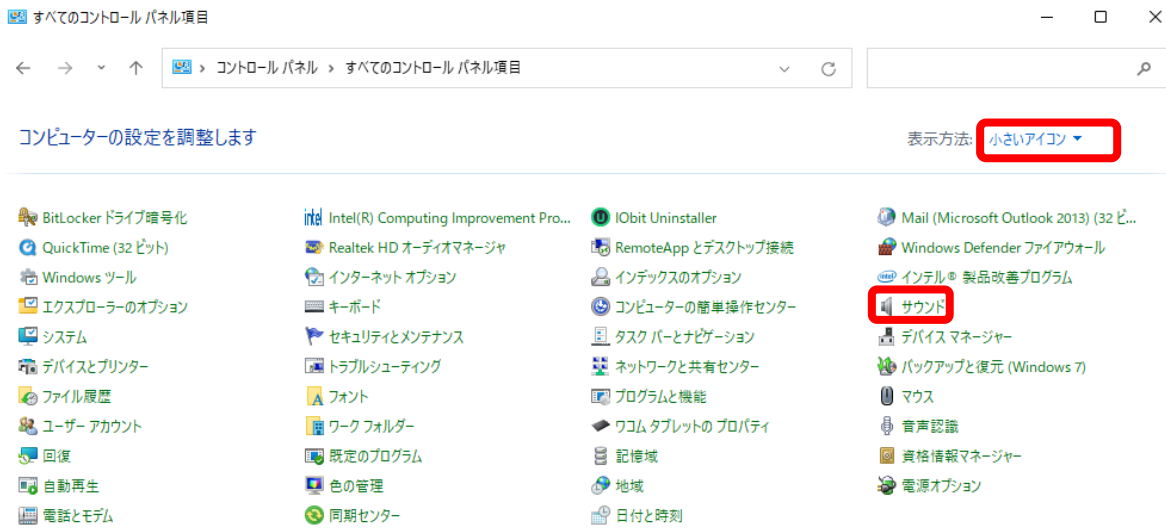 すべてのコントロール パネル項目
コントロール パネル › すべてのコントロール パネル項目
コンピューターの設定を調整します
表示方法: 小さいアイコン
BitLocker ドライブ暗号化
Intel(R) Computing Improvement Pro...
IObit Uninstaller
Mail (Microsoft Outlook 2013) (32 ビ...
QuickTime (32 ビット)
Realtek HD オーディオマネージャ
RemoteApp とデスクトップ接続
Windows Defender ファイアウォール
Windows ツール
インターネット オプション
インデックスのオプション
インテル® 製品改善プログラム
エクスプローラーのオプション
キーボード
コンピューターの簡単操作センター
サウンド
システム
セキュリティとメンテナンス
タスク バーとナビゲーション
デバイス マネージャー
デバイスとプリンター
トラブルシューティング
ネットワークと共有センター
バックアップと復元 (Windows 7)
ファイル履歴
フォント
プログラムと機能
マウス
ユーザー アカウント
ワーク フォルダー
ワコム タブレットの プロパティ
音声認識
回復
既定のプログラム
記憶域
資格情報マネージャー
自動再生
色の管理
地域
電源オプション
電話とモデム
同期センター
日付と時刻